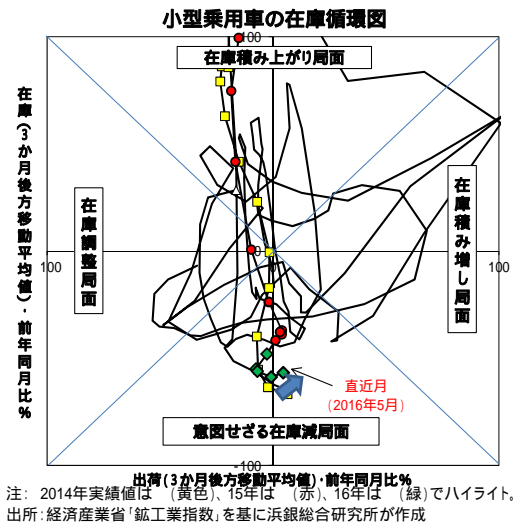 小型乗用車の在庫循環図
100
在庫積み上がり局面
在庫(3か月後方移動平均値)・前年同月比%
在庫調整局面
在庫積み増し局面
100
0
100
直近月
(2016年5月)
意図せざる在庫減局面
-100
出荷(3か月後方移動平均値)・前年同月比%
注: 2014年実績値は (黄色)、15年は (赤)、16年は (緑)でハイライト。
出所:経済産業省「鉱工業指数」を基に浜銀総合研究所が作成